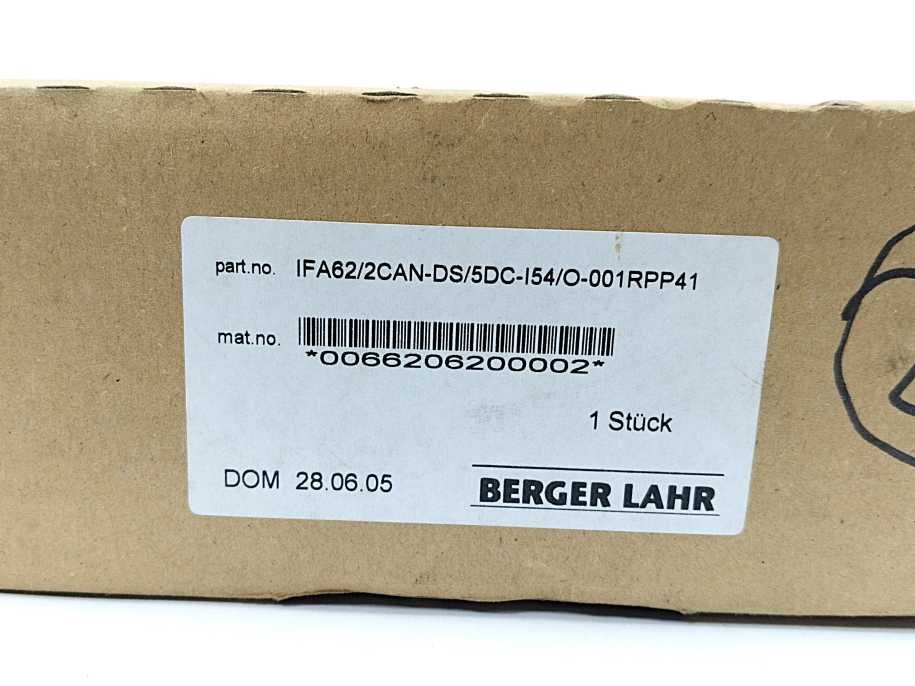 part.no. IFA62/2CAN-DS/5DC-I54/O-001RPP41
mat.no.
*0066206200002*
1 Stück
DOM 28.06.05
BERGER LAHR